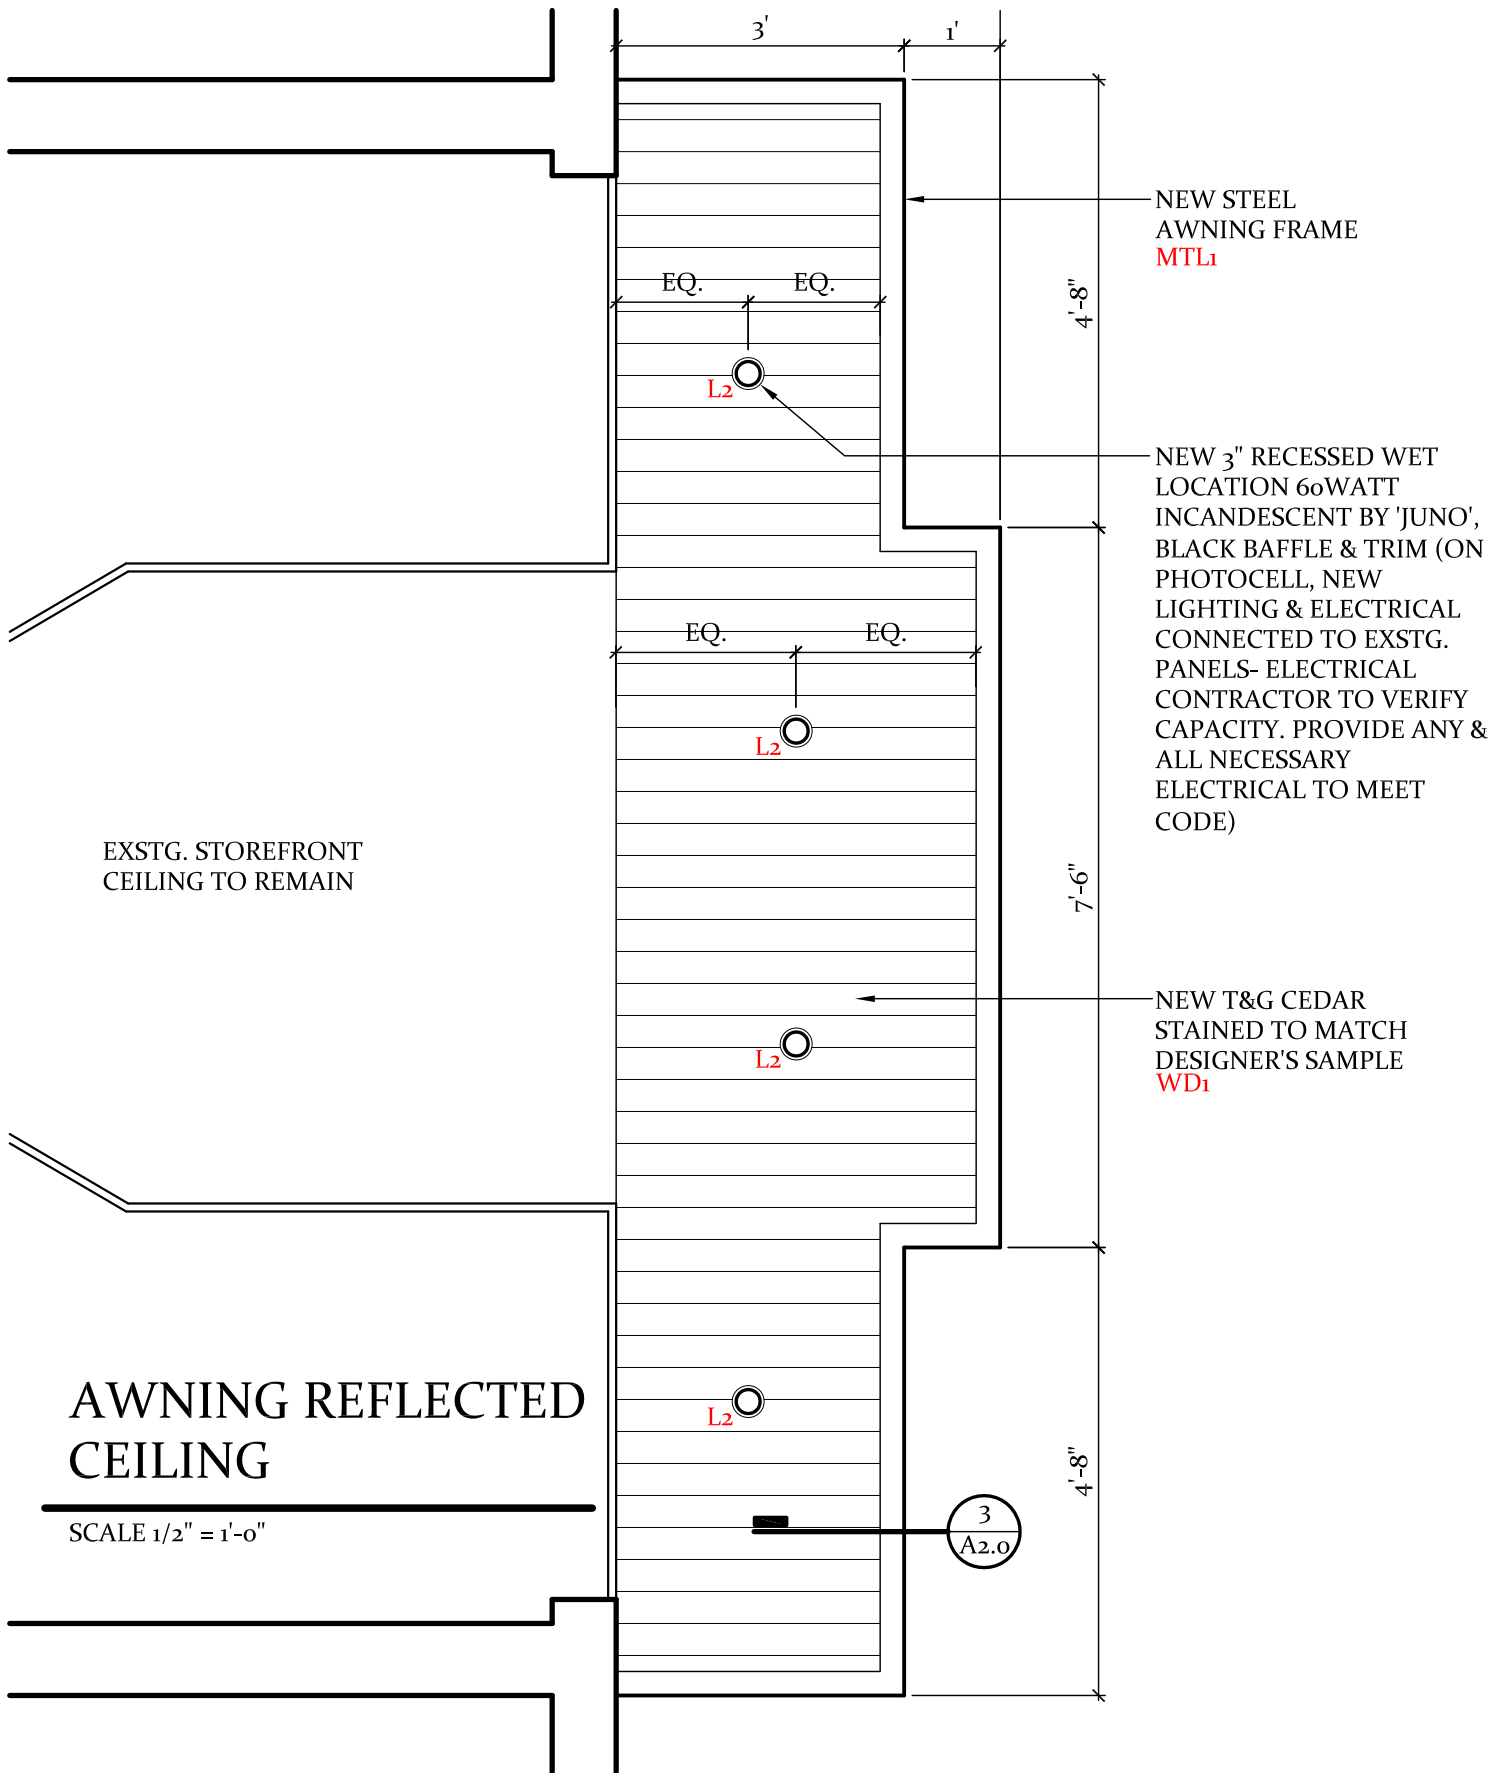 3'
1'
NEW STEEL
AWNING FRAME
MTL1
4'-8"
EQ.
EQ.
L2
NEW 3" RECESSED WET
LOCATION 60WATT
INCANDESCENT BY 'JUNO',
BLACK BAFFLE & TRIM (ON
PHOTOCELL, NEW
LIGHTING & ELECTRICAL
CONNECTED TO EXSTG.
PANELS- ELECTRICAL
CONTRACTOR TO VERIFY
CAPACITY. PROVIDE ANY &
ALL NECESSARY
ELECTRICAL TO MEET
CODE)
EQ.
EQ.
L2
EXSTG. STOREFRONT
CEILING TO REMAIN
7'-6"
NEW T&G CEDAR
STAINED TO MATCH
DESIGNER'S SAMPLE
WD1
L2
AWNING REFLECTED
CEILING
SCALE 1/2" = 1'-0"
L2
4'-8"
3
A2.0